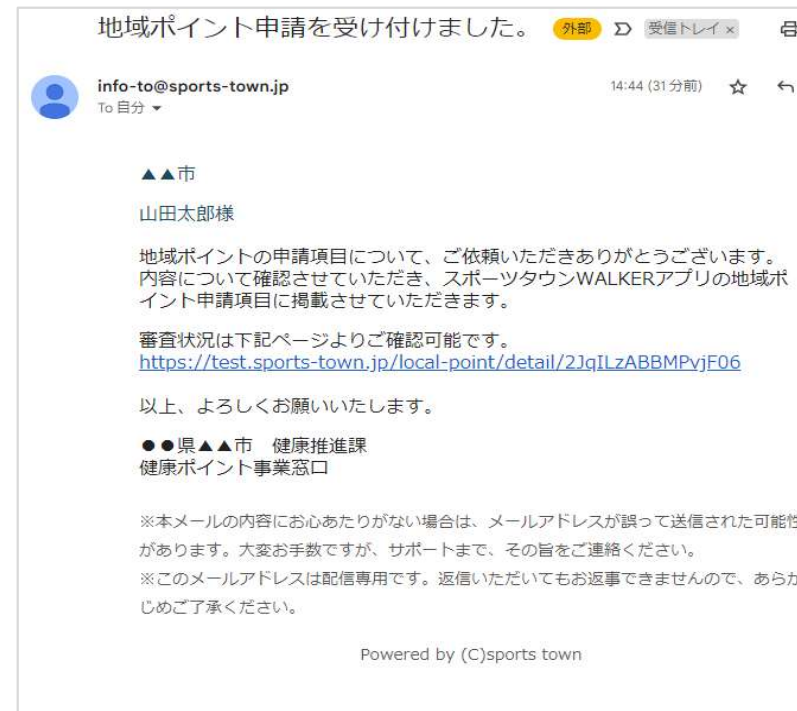 地域ポイント申請を受け付けました。 外部 受信トレイ ×
info-to@sports-town.jp 14:44 (31 分前)
To 自分
▲▲市
山田太郎様
地域ポイントの申請項目について、ご依頼いただきありがとうございます。
内容について確認させていただき、スポーツタウンWALKERアプリの地域ポ
イント申請項目に掲載させていただきます。
審査状況は下記ページよりご確認可能です。
https://test.sports-town.jp/local-point/detail/2JqILzABBMPvjF06
以上、よろしくお願いいたします。
●●県▲▲市　健康推進課
健康ポイント事業窓口
※本メールの内容にお心あたりがない場合は、メールアドレスが誤って送信された可能性
があります。大変お手数ですが、サポートまで、その旨をご連絡ください。
※このメールアドレスは配信専用です。返信いただいてもお返事できませんので、あらか
じめご了承ください。
Powered by (C)sports town